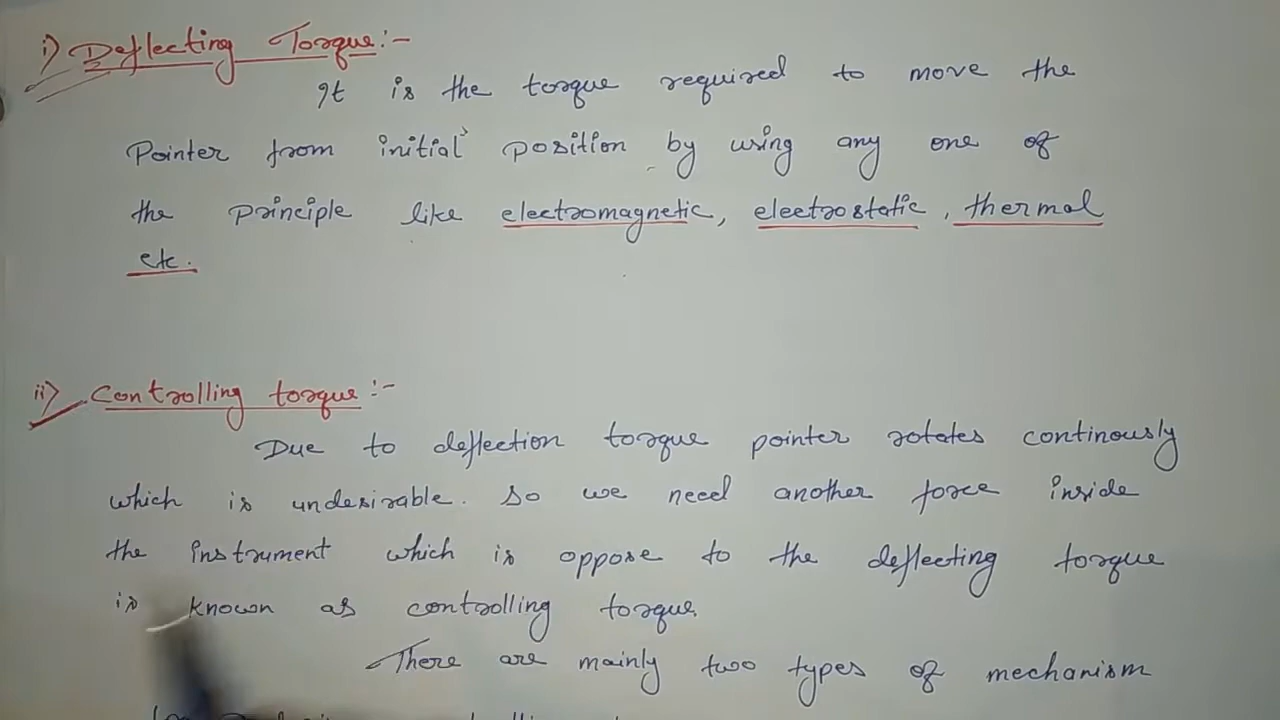 i) Deflecting Torque:-
It is the torque required to move the
Pointer from initial position by using any one of
the principle like electromagnetic, electrostatic, thermal
etc.
ii) Controlling torque:-
Due to deflection torque pointer rotates continously
which is undesirable. So we need another force inside
the instrument which is oppose to the deflecting torque
is known as controlling torque.
There are mainly two types of mechanism